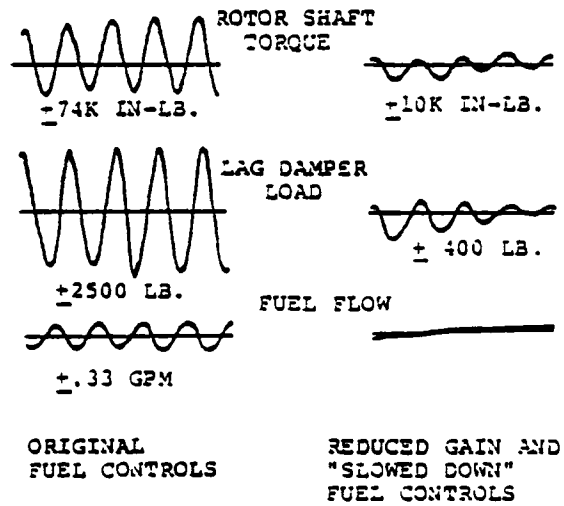 ROTOR SHAFT
TORQUE
±74K IN-LB.
±10K IN-LB.
LAG DAMPER
LOAD
±2500 LB.
± 400 LB.
FUEL FLOW
±.33 GPM
ORIGINAL
FUEL CONTROLS
REDUCED GAIN AND
"SLOWED DOWN"
FUEL CONTROLS